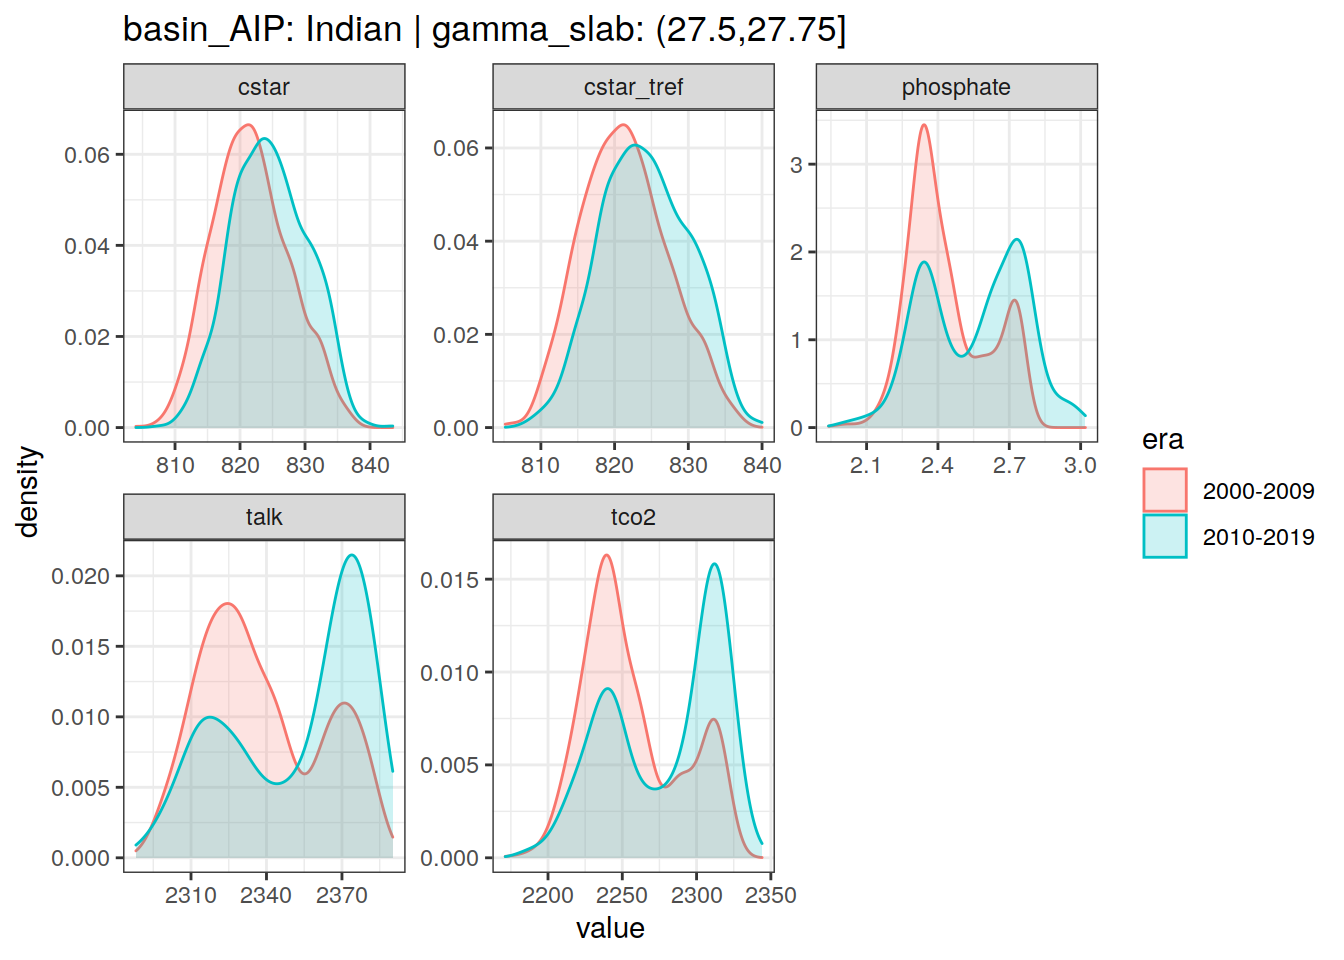 basin_AIP: Indian | gamma_slab: (27.5,27.75]
cstar
cstar_tref
phosphate
0.06
0.04
0.02
0.00
810 820 830 840
0.06
0.04
0.02
0.00
810 820 830 840
3
2
1
0
2.1 2.4 2.7 3.0
talk
tco2
0.020
0.015
0.010
0.005
0.000
2310 2340 2370
0.015
0.010
0.005
0.000
2200 2250 2300 2350
density
value
era
2000-2009
2010-2019